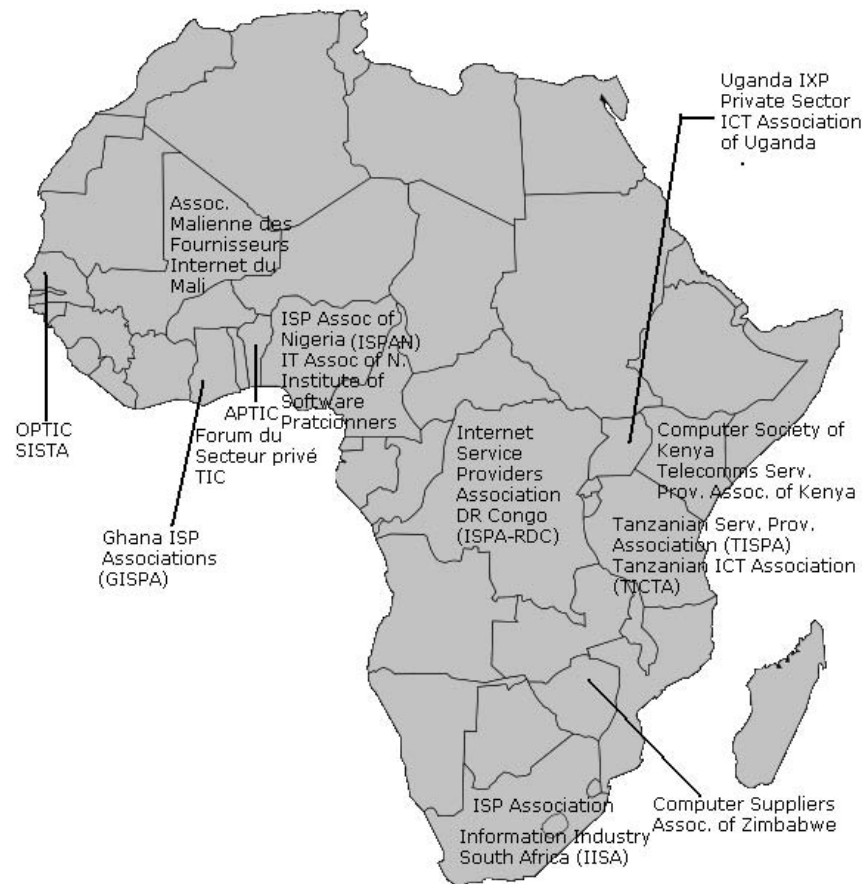 Uganda IXP
Private Sector
ICT Association
of Uganda
Assoc.
Malienne des
Fournisseurs
Internet du
Mali
ISP Assoc of
Nigeria (ISPAN)
IT Assoc of N.
Institute of
Software
Pratcionners
OPTIC
SISTA
APTIC
Forum du
Secteur privé
TIC
Ghana ISP
Associations
(GISPA)
Internet
Service
Providers
Association
DR Congo
(ISPA-RDC)
Computer Society of
Kenya
Telecomms Serv.
Prov. Assoc. of Kenya
Tanzanian Serv. Prov.
Association (TISPA)
Tanzanian ICT Association
(TICTA)
ISP Association
Information Industry
South Africa (IISA)
Computer Suppliers
Assoc. of Zimbabwe